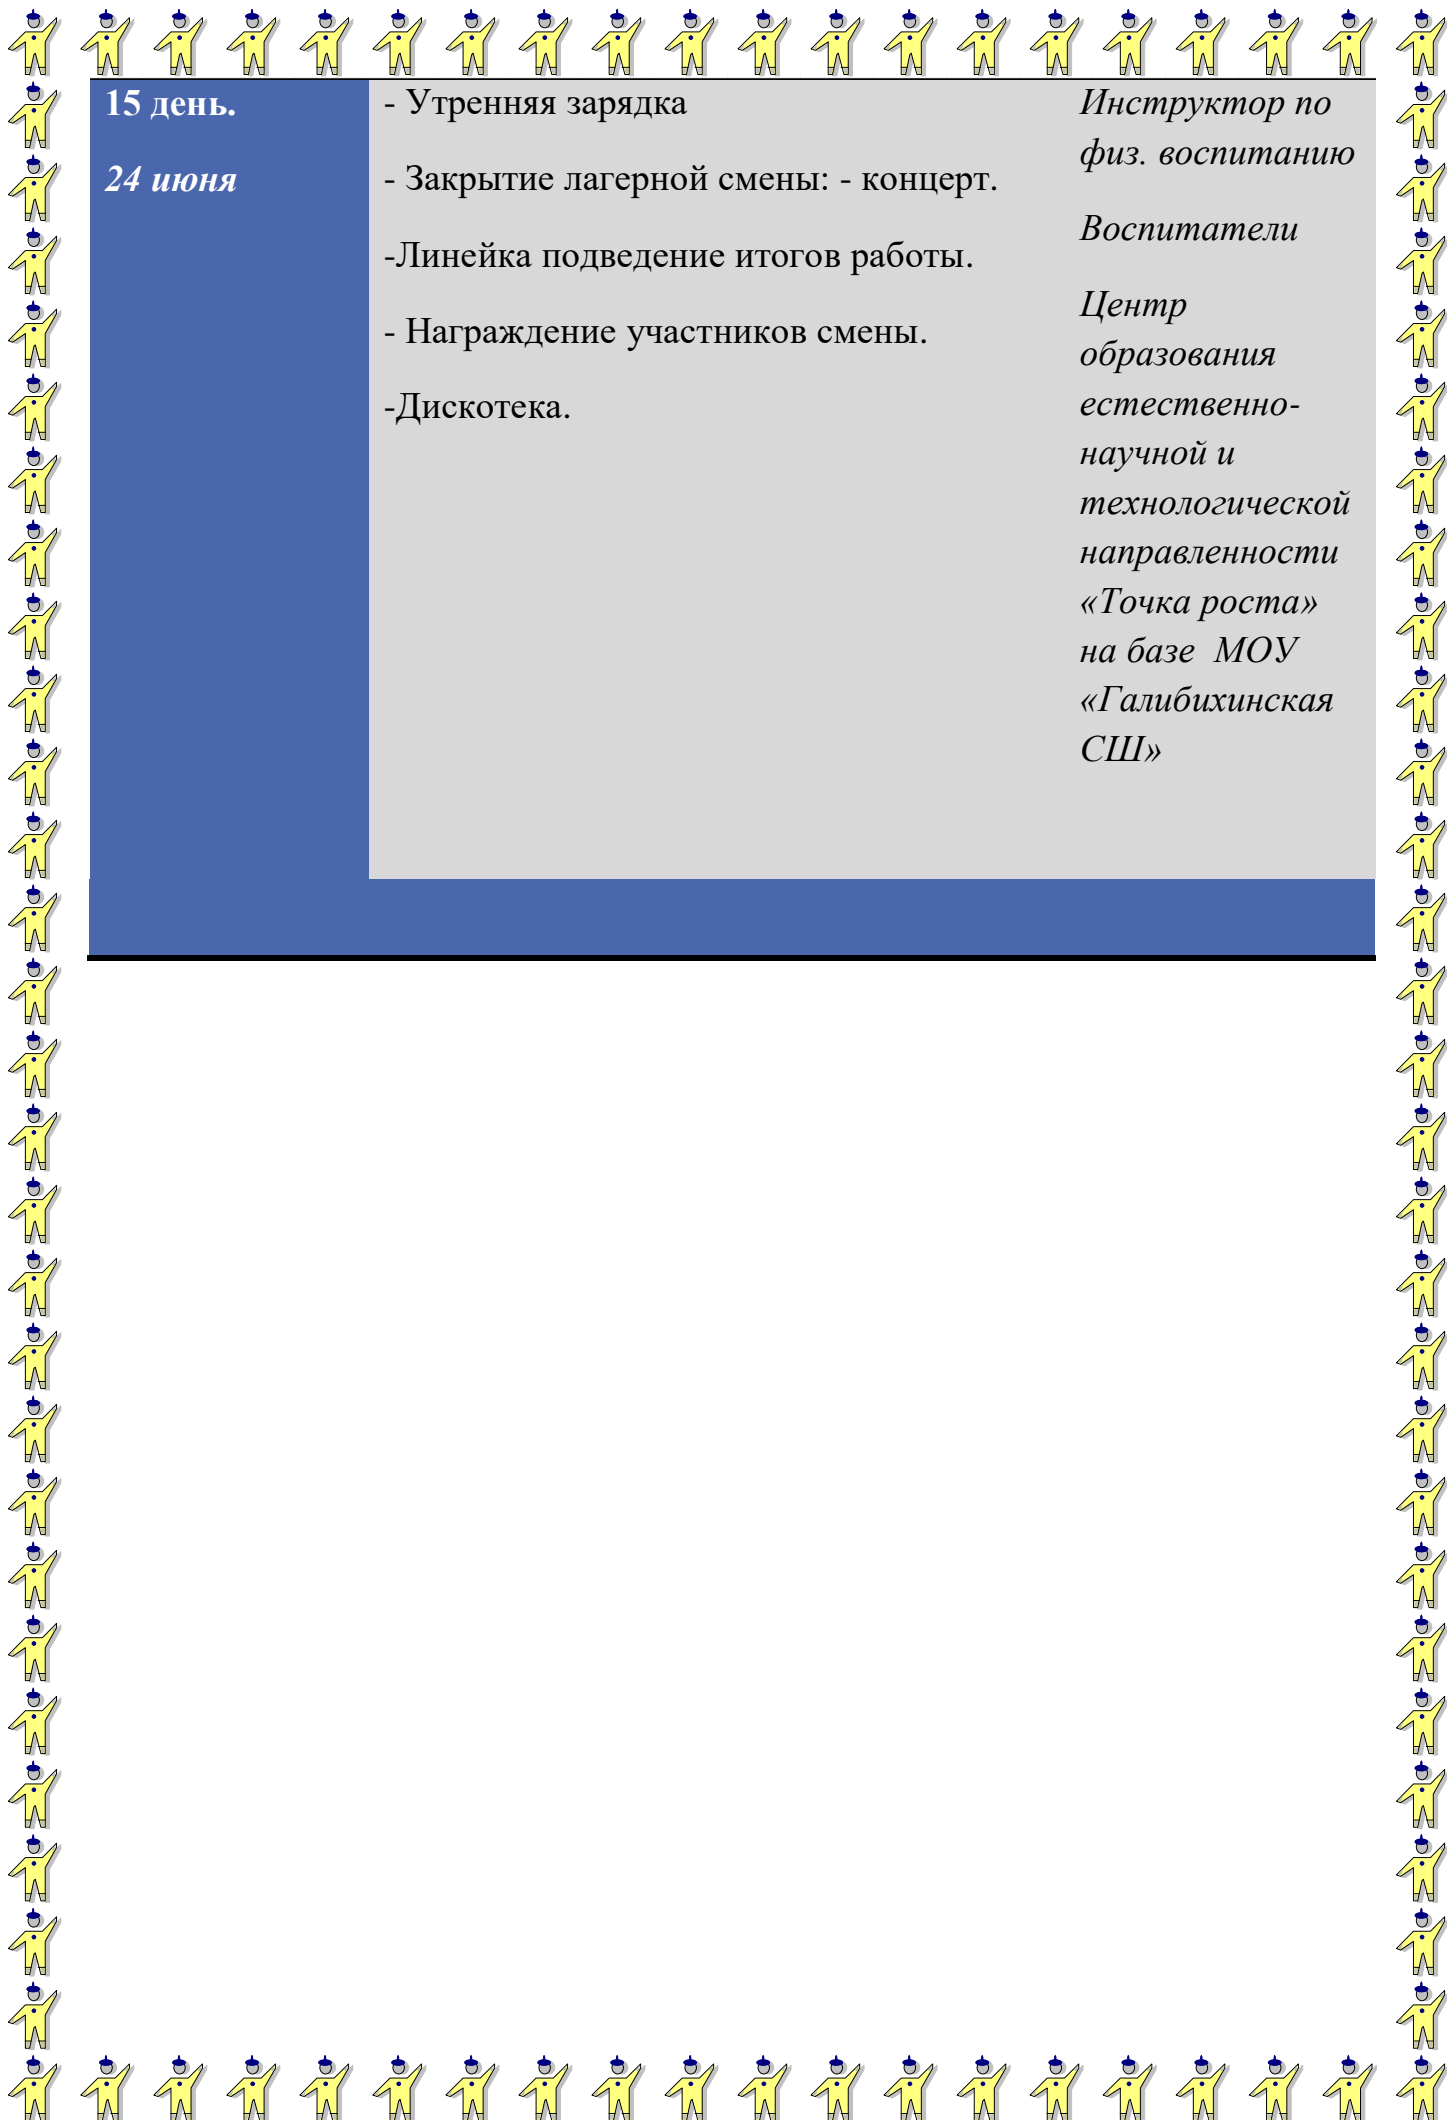 15 день.
24 июня
- Утренняя зарядка
- Закрытие лагерной смены: - концерт.
-Линейка подведение итогов работы.
- Награждение участников смены.
-Дискотека.
Инструктор по
физ. воспитанию
Воспитатели
Центр
образования
естественно-
научной и
технологической
направленности
«Точка роста»
на базе  МОУ
«Галибихинская
СШ»